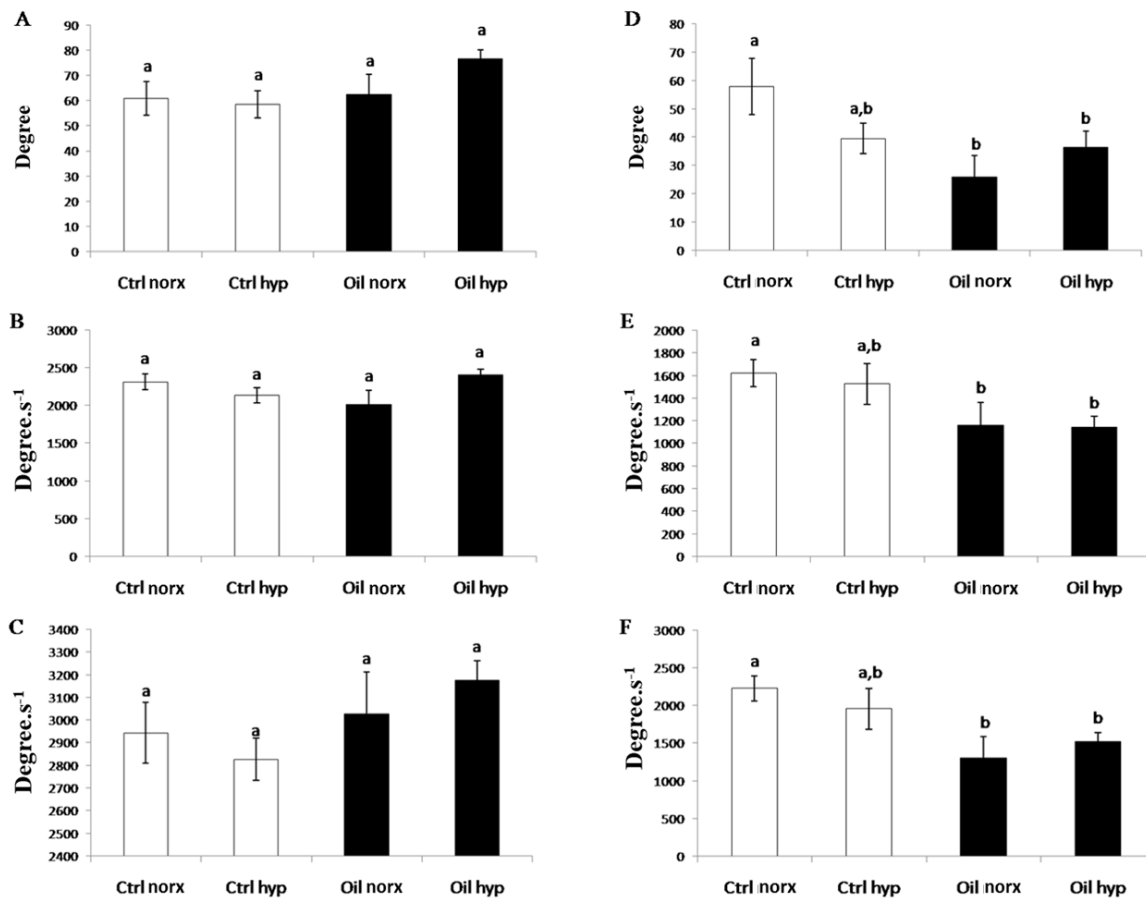 A
90
80
70
60
50
40
30
20
10
0
Degree
a
a
a
a
Ctrl norx
Ctrl hyp
Oil norx
Oil hyp
D
80
70
60
50
40
30
20
10
0
Degree
a
a,b
b
b
Ctrl norx
Ctrl hyp
Oil norx
Oil hyp
B
3000
2500
2000
1500
1000
500
0
Degree.s⁻¹
a
a
a
a
Ctrl norx
Ctrl hyp
Oil norx
Oil hyp
E
2000
1800
1600
1400
1200
1000
800
600
400
200
0
Degree.s⁻¹
a
a,b
b
b
Ctrl norx
Ctrl hyp
Oil norx
Oil hyp
C
3400
3300
3200
3100
3000
2900
2800
2700
2600
2500
2400
Degree.s⁻¹
a
a
a
a
Ctrl norx
Ctrl hyp
Oil norx
Oil hyp
F
3000
2500
2000
1500
1000
500
0
Degree.s⁻¹
a
a,b
b
b
Ctrl norx
Ctrl hyp
Oil norx
Oil hyp